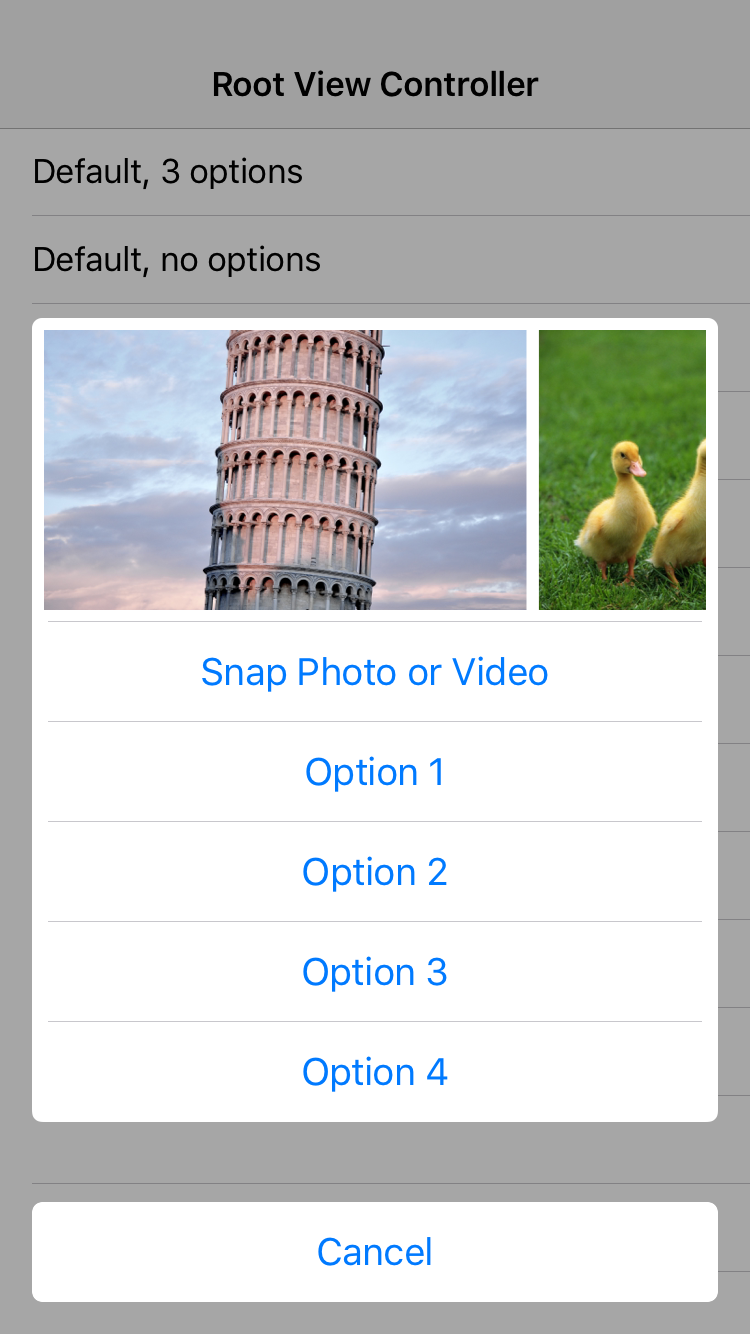 Root View Controller
Default, 3 options
Default, no options
Snap Photo or Video
Option 1
Option 2
Option 3
Option 4
Cancel